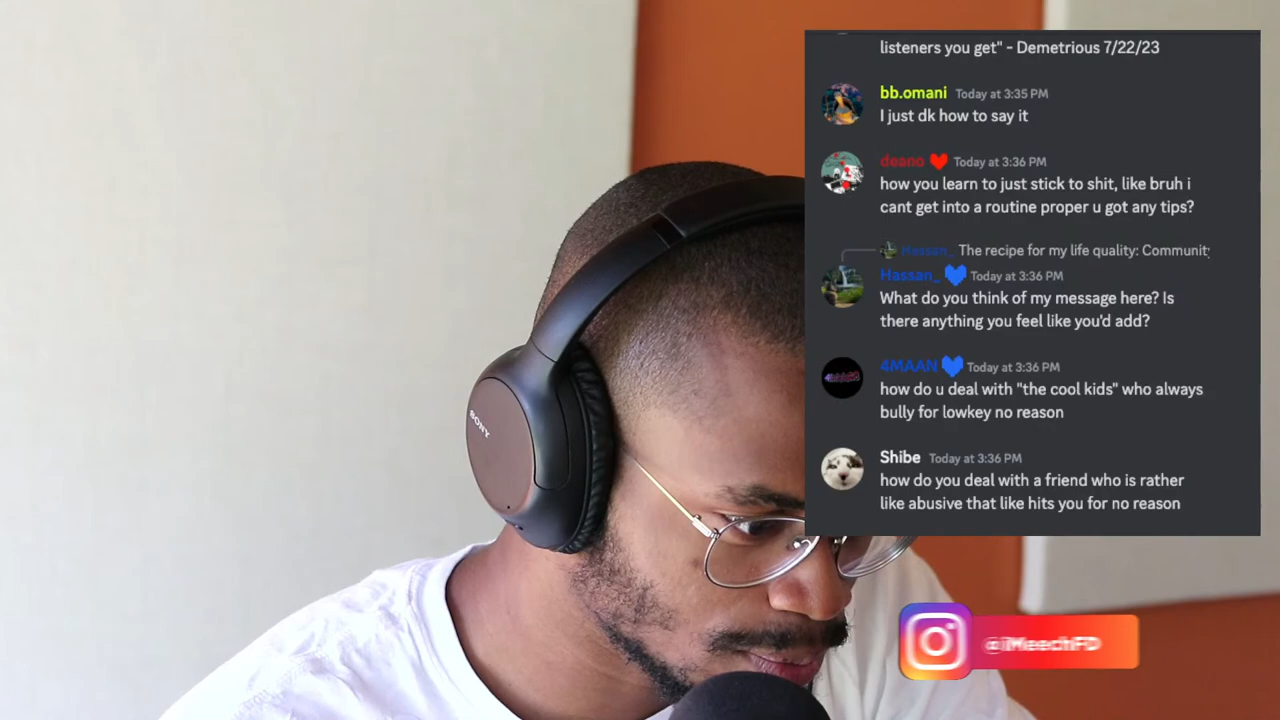 listeners you get" - Demetrious 7/22/23
bb.omani Today at 3:35 PM
I just dk how to say it
deano Today at 3:36 PM
how you learn to just stick to shit, like bruh i
cant get into a routine proper u got any tips?
Hassan_ The recipe for my life quality: Community
Hassan_ Today at 3:36 PM
What do you think of my message here? Is
there anything you feel like you'd add?
4MAAN Today at 3:36 PM
how do u deal with "the cool kids" who always
bully for lowkey no reason
Shibe Today at 3:36 PM
how do you deal with a friend who is rather
like abusive that like hits you for no reason
SONY
@iMeechFD